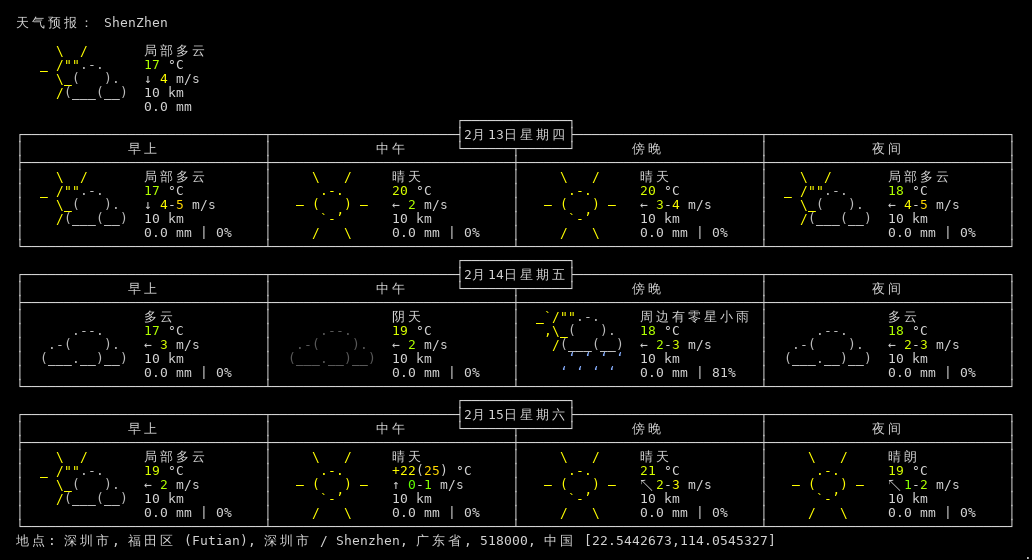 天气预报： ShenZhen
局部多云
17 °C
↓ 4 m/s
10 km
0.0 mm
2月13日星期四
早上 中午 傍晚 夜间
局部多云 晴天 晴天 局部多云
17 °C 20 °C 20 °C 18 °C
↓ 4-5 m/s ← 2 m/s ← 3-4 m/s ← 4-5 m/s
10 km 10 km 10 km 10 km
0.0 mm | 0% 0.0 mm | 0% 0.0 mm | 0% 0.0 mm | 0%
2月14日星期五
早上 中午 傍晚 夜间
多云 阴天 周边有零星小雨 多云
17 °C 19 °C 18 °C 18 °C
← 3 m/s ← 2 m/s ← 2-3 m/s ← 2-3 m/s
10 km 10 km 10 km 10 km
0.0 mm | 0% 0.0 mm | 0% 0.0 mm | 81% 0.0 mm | 0%
2月15日星期六
早上 中午 傍晚 夜间
局部多云 晴天 晴天 晴朗
19 °C +22(25) °C 21 °C 19 °C
← 2 m/s ↑ 0-1 m/s ↖ 2-3 m/s ↖ 1-2 m/s
10 km 10 km 10 km 10 km
0.0 mm | 0% 0.0 mm | 0% 0.0 mm | 0% 0.0 mm | 0%
地点: 深圳市, 福田区 (Futian), 深圳市 / Shenzhen, 广东省, 518000, 中国 [22.5442673,114.0545327]